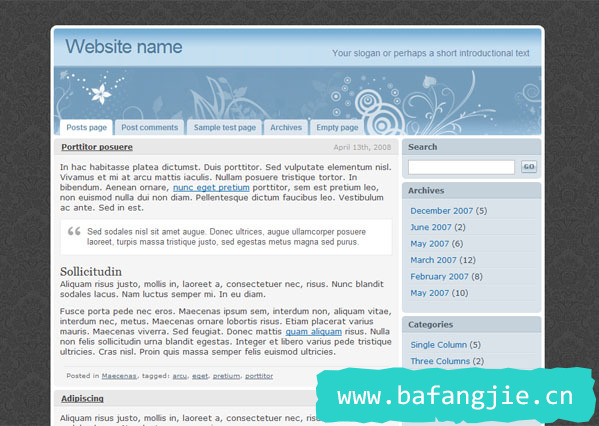 Website name
Your slogan or perhaps a short introductional text
Posts page
Post comments
Sample test page
Archives
Empty page
Porttitor posuere
April 13th, 2008
In hac habitasse platea dictumst. Duis porttitor. Sed vulputate elementum nisl.
Vivamus et mi at arcu mattis iaculis. Nullam posuere tristique tortor. In
bibendum. Aenean ornare, nunc eget pretium porttitor, sem est pretium leo,
non euismod nulla dui non diam. Pellentesque dictum faucibus leo. Vestibulum
ac ante. Sed in est.
Sed sodales nisl sit amet augue. Donec ultrices, augue ullamcorper posuere
laoreet, turpis massa tristique justo, sed egestas metus magna sed purus.
Sollicitudin
Aliquam risus justo, mollis in, laoreet a, consectetuer nec, risus. Nunc blandit
sodales lacus. Nam luctus semper mi. In eu diam.
Fusce porta pede nec eros. Maecenas ipsum sem, interdum non, aliquam vitae,
interdum nec, metus. Maecenas ornare lobortis risus. Etiam placerat varius
mauris. Maecenas viverra. Sed feugiat. Donec mattis quam aliquam risus. Nulla
non felis sollicitudin urna blandit egestas. Integer et libero varius pede tristique
ultricies. Cras nisl. Proin quis massa semper felis euismod ultricies.
Posted in Maecenas, tagged: arcu, eget, pretium, porttitor
Adipiscing
Aliquam risus justo, mollis in, laoreet a, consectetuer nec, risus.
Search
GO
Archives
December 2007 (5)
June 2007 (2)
May 2007 (6)
March 2007 (12)
February 2007 (8)
May 2007 (10)
Categories
Single Column (5)
Three Columns (2)
www.bafangjie.cn